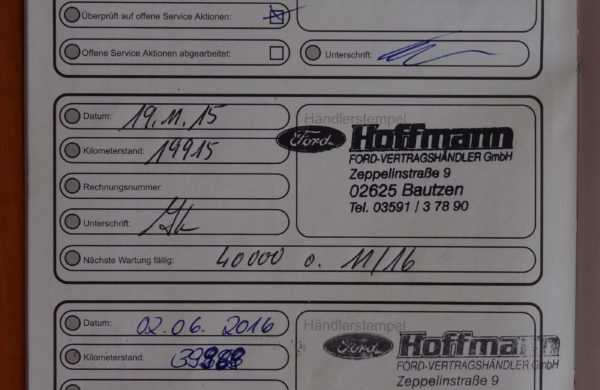 Überprüft auf offene Service Aktionen:
Offene Service Aktionen abgearbeitet:
Unterschrift:
Datum: 19.11.15
Händlerstempel
Ford Hoffmann
FORD-VERTRAGSHÄNDLER GmbH
Zeppelinstraße 9
02625 Bautzen
Tel. 03591 / 3 78 90
Kilometerstand: 19915
Rechnungsnummer:
Unterschrift:
Nächste Wartung fällig: 40000 o. 11/16
Datum: 02.06.2016
Händlerstempel
Ford Hoffmann
FORD-VERTRAGSHÄNDLER GmbH
Zeppelinstraße 9
Kilometerstand: